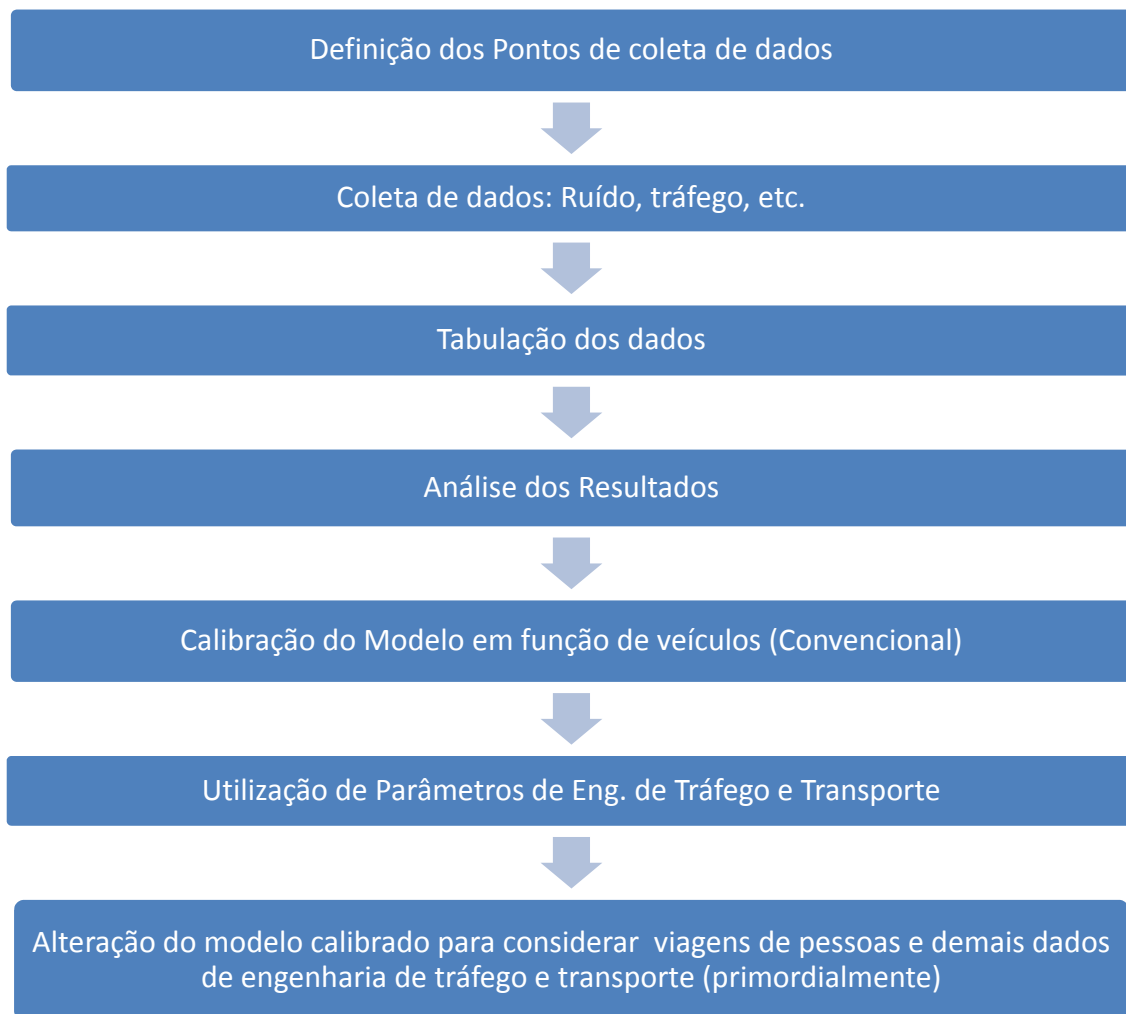 Definição dos Pontos de coleta de dados
Coleta de dados: Ruído, tráfego, etc.
Tabulação dos dados
Análise dos Resultados
Calibração do Modelo em função de veículos (Convencional)
Utilização de Parâmetros de Eng. de Tráfego e Transporte
Alteração do modelo calibrado para considerar viagens de pessoas e demais dados
de engenharia de tráfego e transporte (primordialmente)